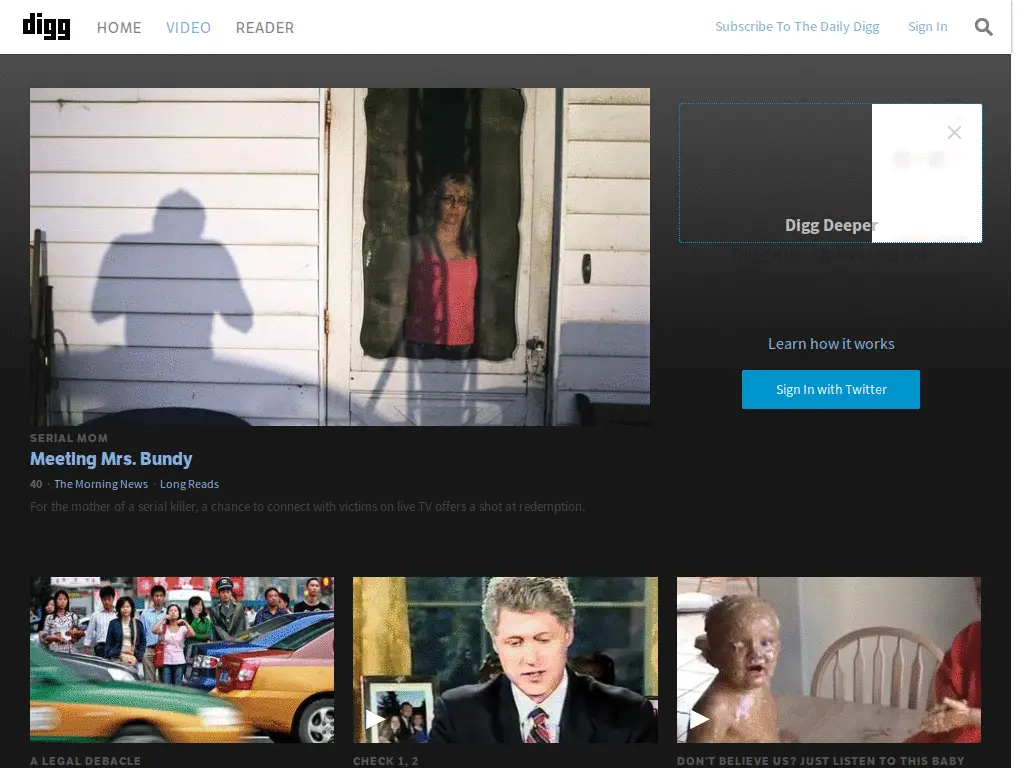 digg HOME VIDEO READER Subscribe To The Daily Digg Sign In
Digg Deeper
Learn how it works
Sign In with Twitter
SERIAL MOM
Meeting Mrs. Bundy
40 · The Morning News · Long Reads
For the mother of a serial killer, a chance to connect with victims on live TV offers a shot at redemption.
A LEGAL DEBACLE
CHECK 1, 2
DON'T BELIEVE US? JUST LISTEN TO THIS BABY